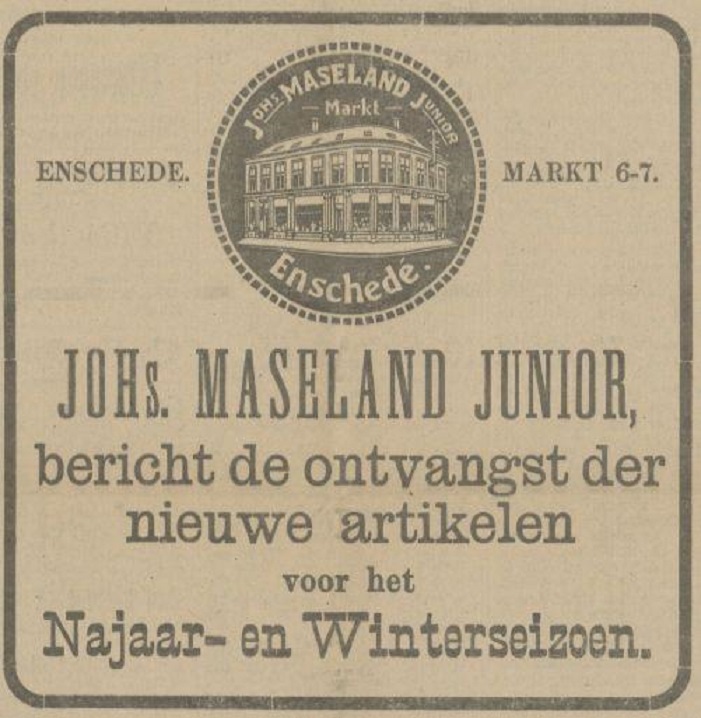 JOHs. MASELAND JUNIOR
Markt
ENSCHEDE. MARKT 6-7.
Enschedé.
JOHs. MASELAND JUNIOR,
bericht de ontvangst der
nieuwe artikelen
voor het
Najaar- en Winterseizoen.